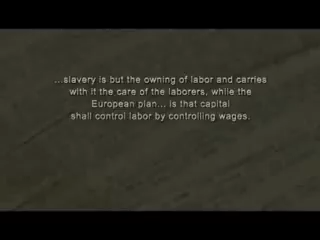 ...slavery is but the owning of labor and carries
with it the care of the laborers, while the
European plan... is that capital
shall control labor by controlling wages.